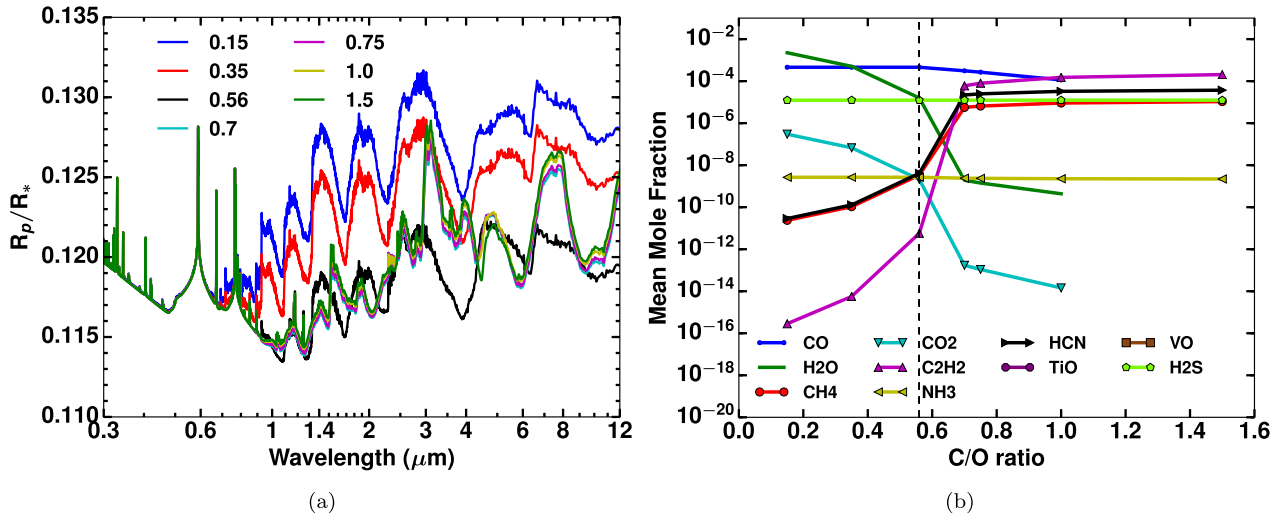 0.135
0.130
0.125
0.120
0.115
0.110
Rp/R*
0.15
0.35
0.56
0.7
0.75
1.0
1.5
0.3 0.6 1 1.4 2 3 4 6 8 12
Wavelength (μm)
(a)
10−2
10−4
10−6
10−8
10−10
10−12
10−14
10−16
10−18
10−20
Mean Mole Fraction
CO
H2O
CH4
CO2
C2H2
NH3
HCN
TiO
VO
H2S
0.0 0.2 0.4 0.6 0.8 1.0 1.2 1.4 1.6
C/O ratio
(b)